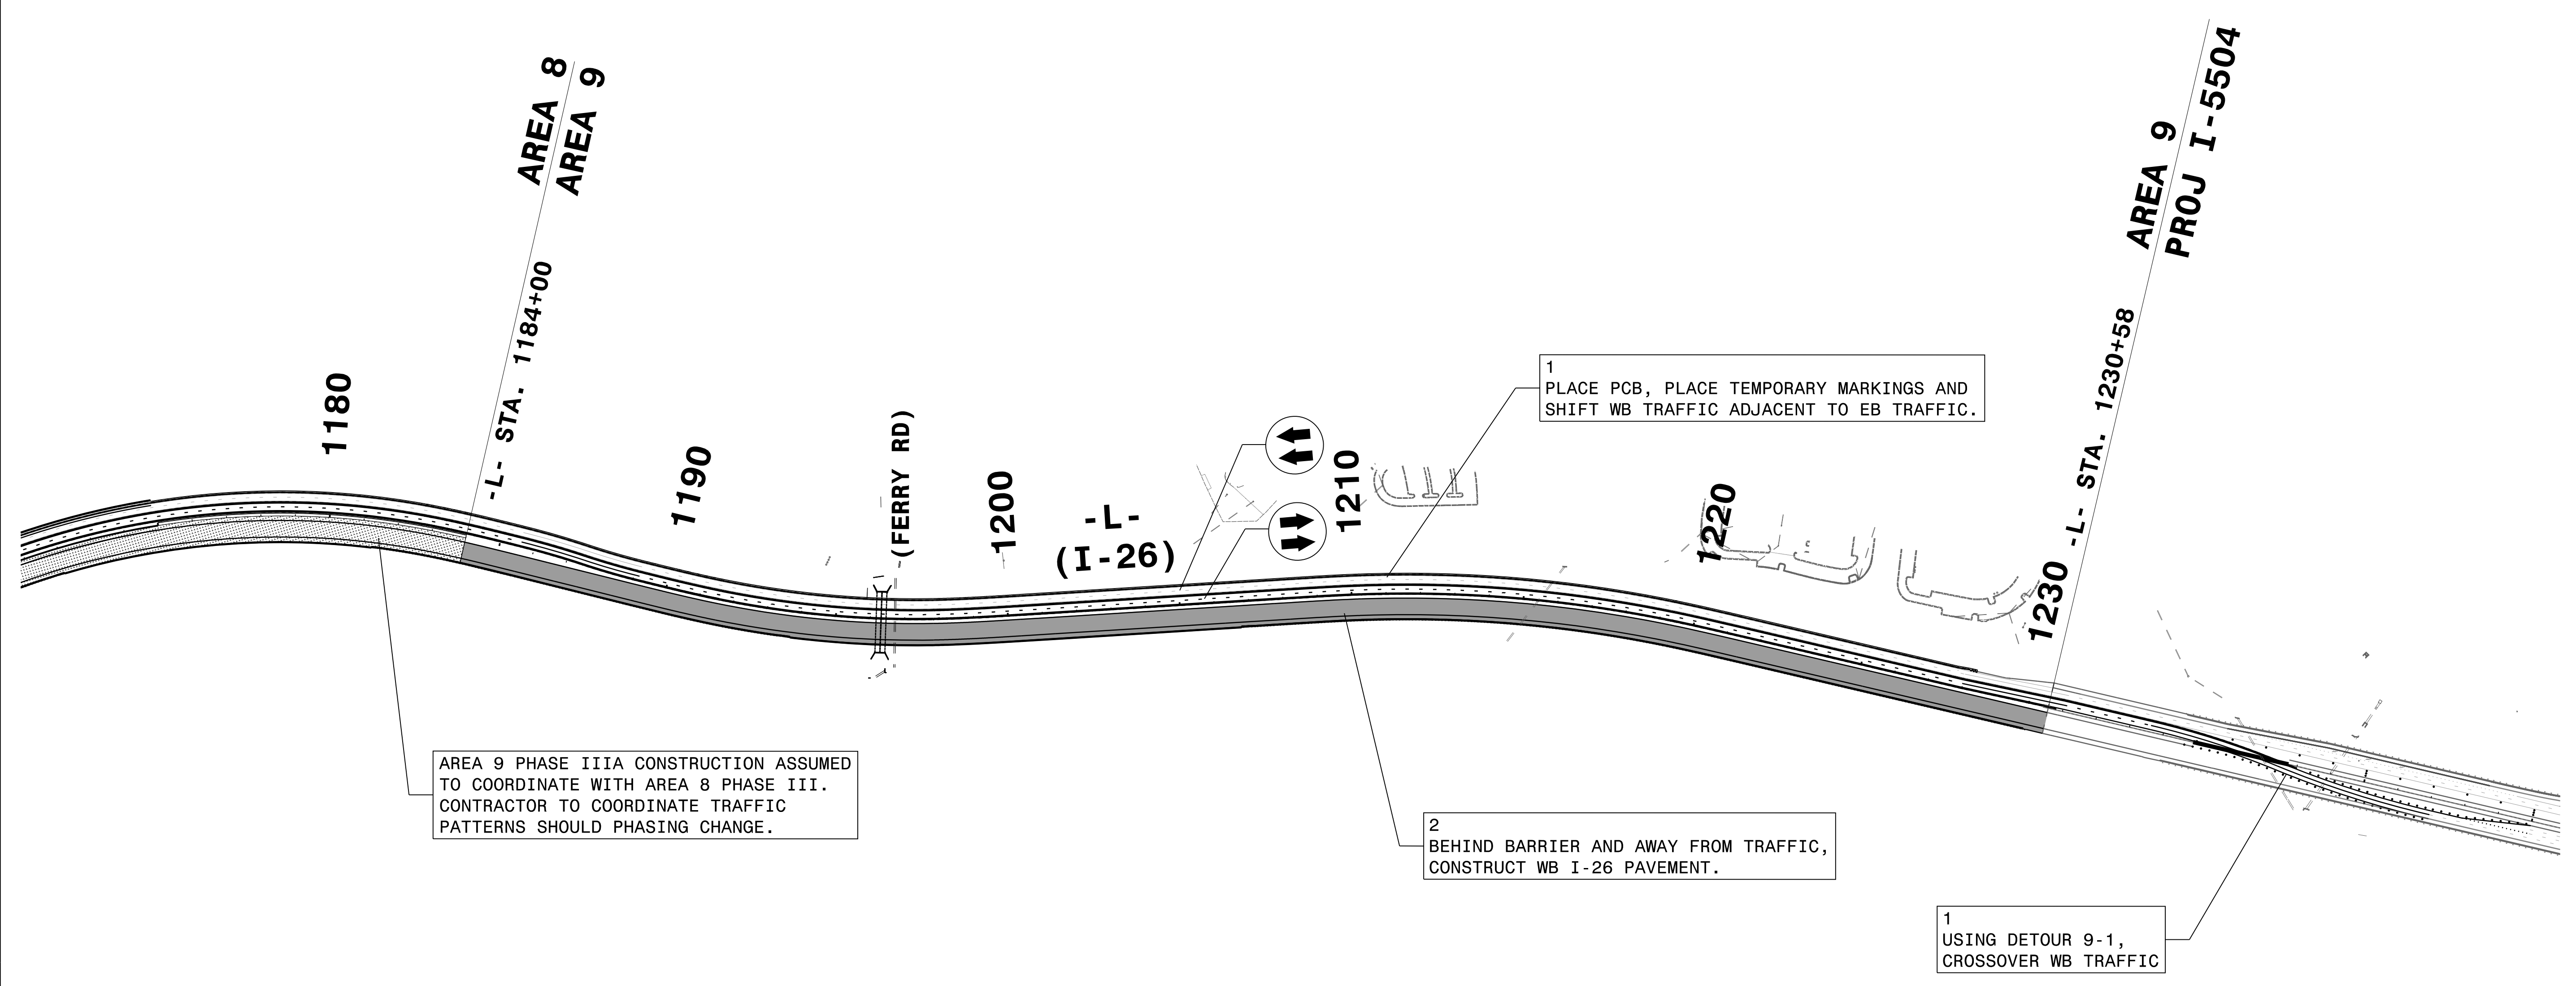 AREA 8
AREA 9
-L- STA. 1184+00
AREA 9
PROJ I-5504
-L- STA. 1230+58
1180
1190
(FERRY RD)
1200
-L-
(I-26)
1210
1220
1230
1
PLACE PCB, PLACE TEMPORARY MARKINGS AND
SHIFT WB TRAFFIC ADJACENT TO EB TRAFFIC.
AREA 9 PHASE IIIA CONSTRUCTION ASSUMED
TO COORDINATE WITH AREA 8 PHASE III.
CONTRACTOR TO COORDINATE TRAFFIC
PATTERNS SHOULD PHASING CHANGE.
2
BEHIND BARRIER AND AWAY FROM TRAFFIC,
CONSTRUCT WB I-26 PAVEMENT.
1
USING DETOUR 9-1,
CROSSOVER WB TRAFFIC